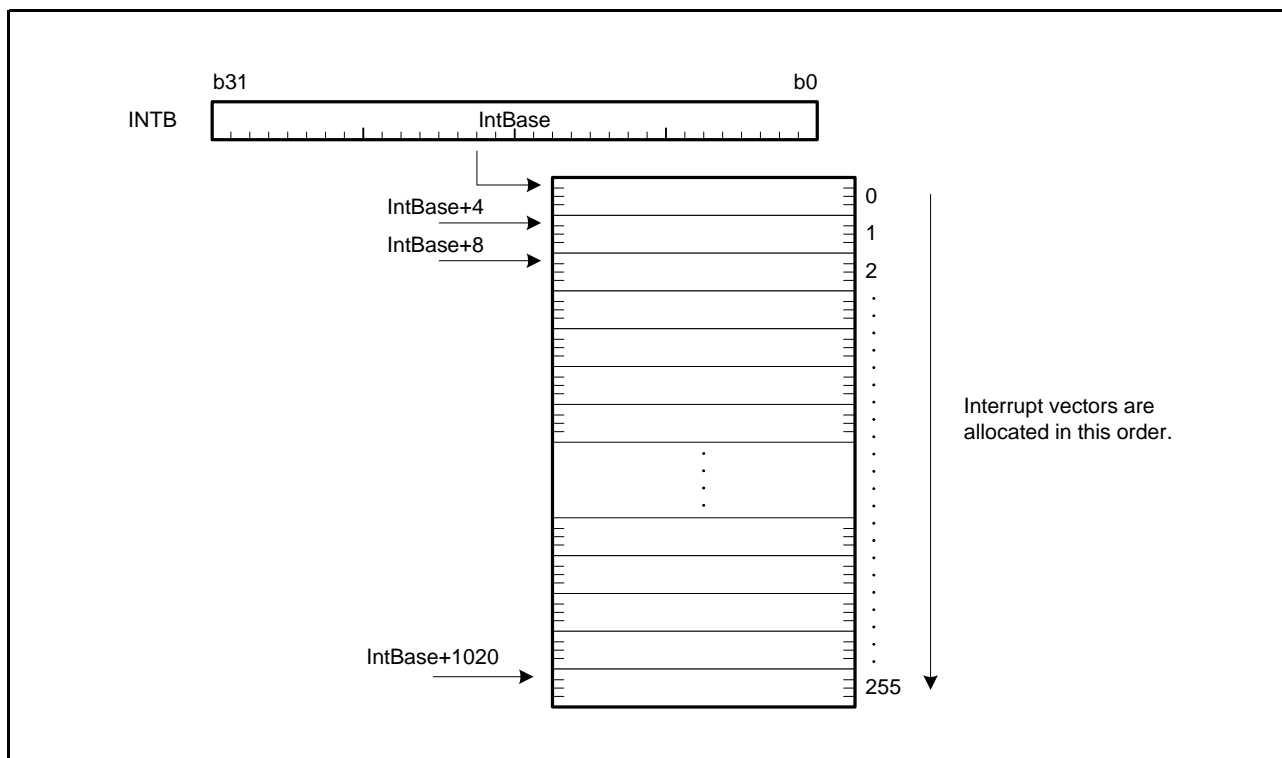 b31 b0
INTB IntBase
IntBase+4 0
IntBase+8 1
2
Interrupt vectors are
allocated in this order.
IntBase+1020 255